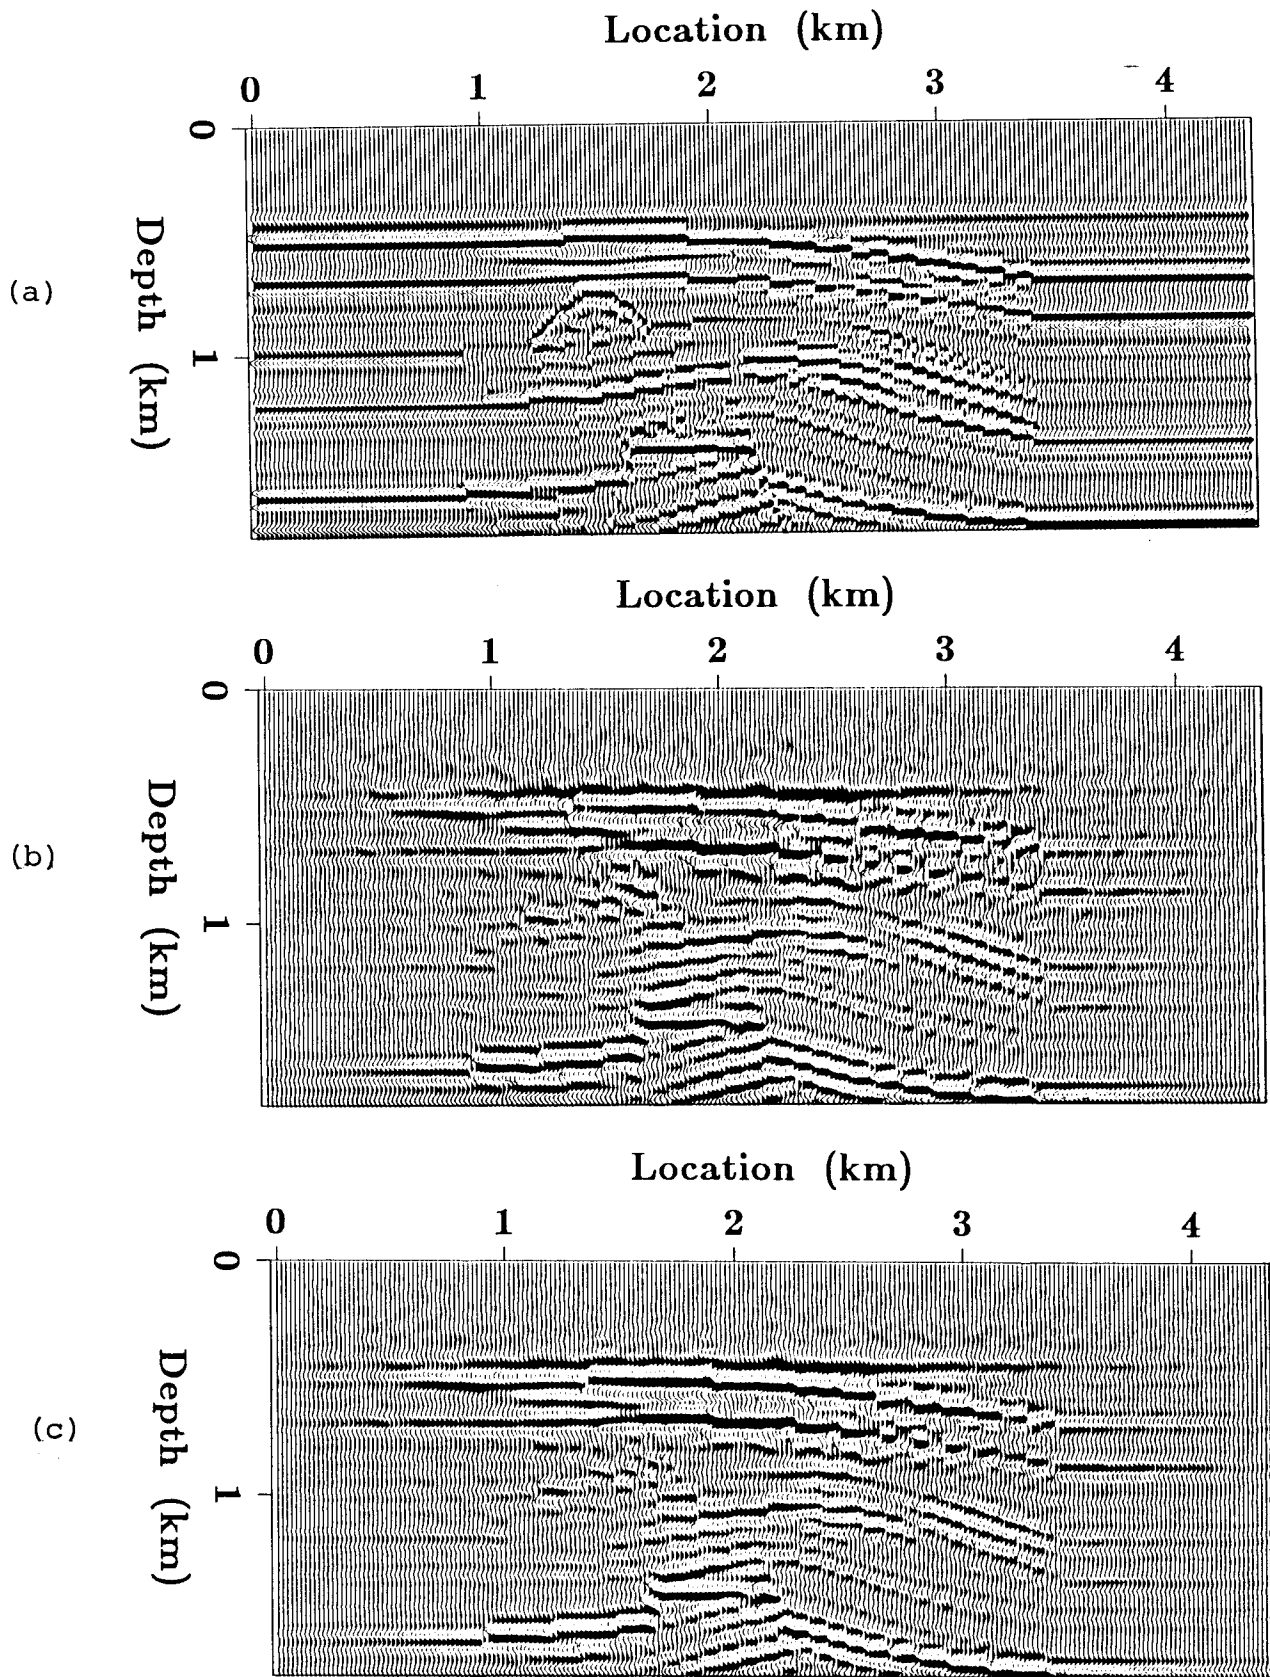 Location (km)
0 1 2 3 4
0
1
Depth (km)
(a)
Location (km)
0 1 2 3 4
0
1
Depth (km)
(b)
Location (km)
0 1 2 3 4
0
1
Depth (km)
(c)